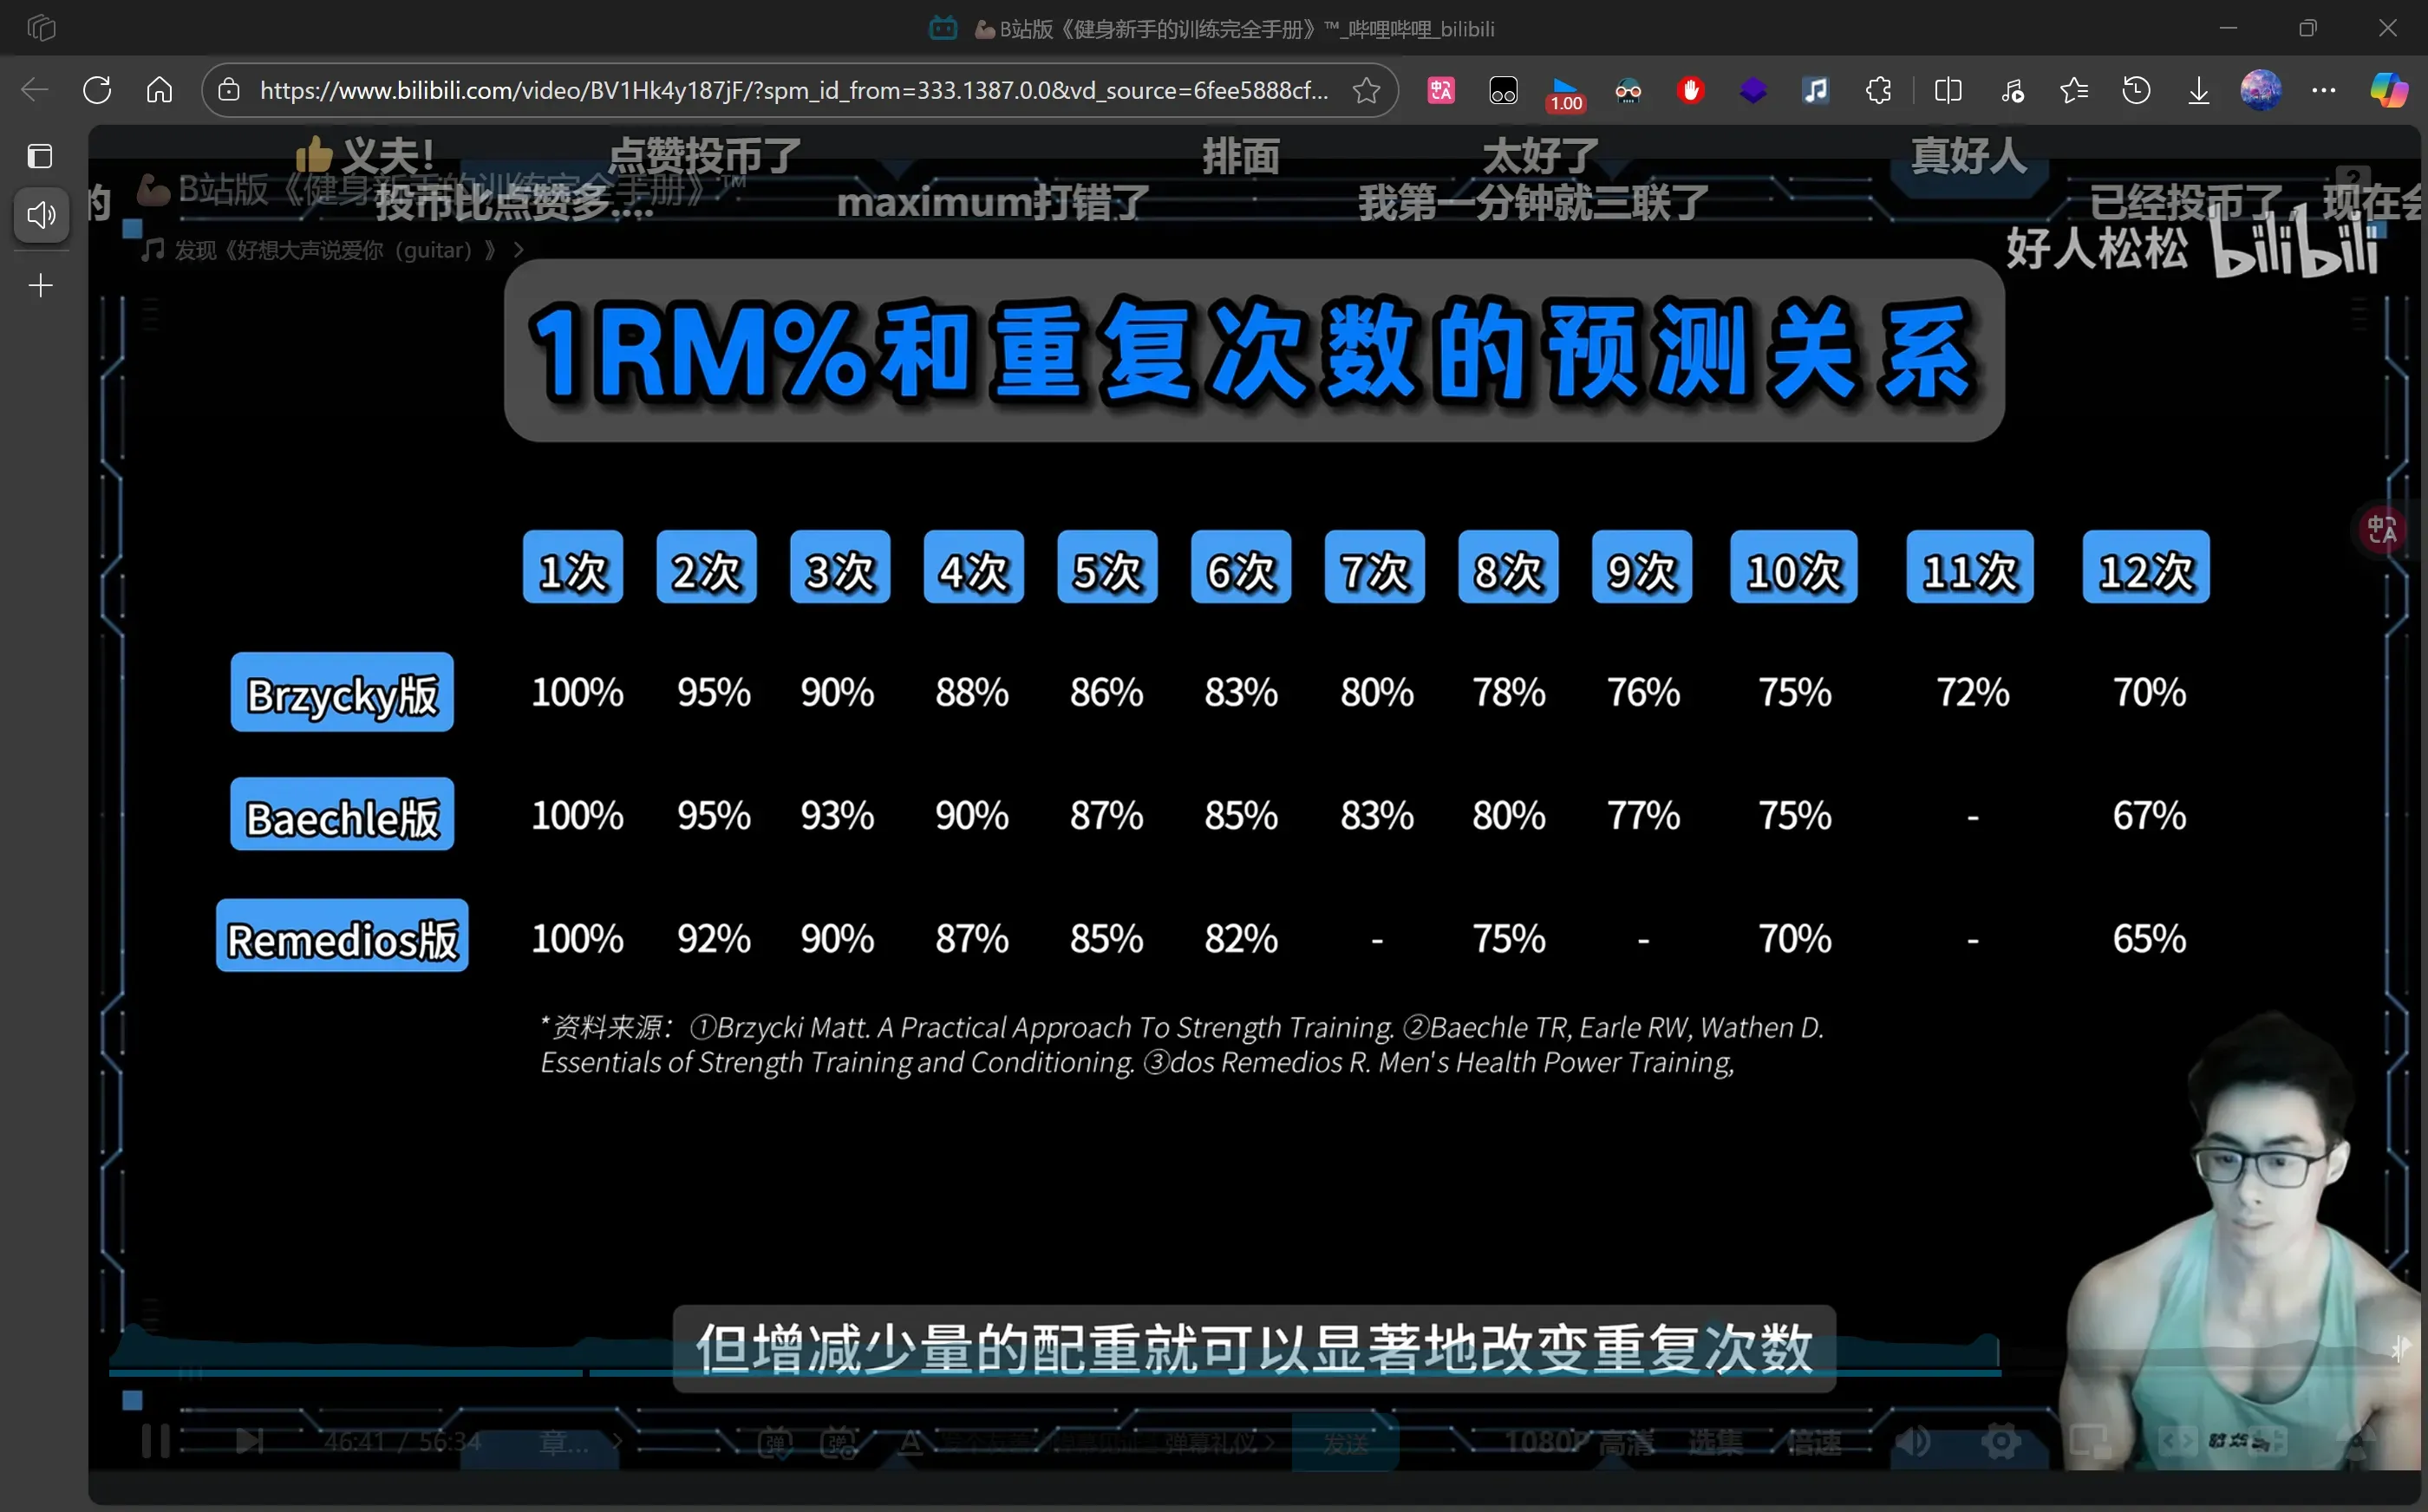 💪B站版《健身新手的训练完全手册》™_哔哩哔哩_bilibili
https://www.bilibili.com/video/BV1Hk4y187jF/?spm_id_from=333.1387.0.0&vd_source=6fee5888cf...
1.00
👍义夫!
点赞投币了
排面
太好了
真好人
💪B站版《健身新手的训练完全手册》™
的
投币比点赞多....
maximum打错了
我第一分钟就三联了
已经投币了，现在会
发现《好想大声说爱你（guitar）》 >
好人松松 bilibili
1RM%和重复次数的预测关系
1次 2次 3次 4次 5次 6次 7次 8次 9次 10次 11次 12次
Brzycky版 100% 95% 90% 88% 86% 83% 80% 78% 76% 75% 72% 70%
Baechle版 100% 95% 93% 90% 87% 85% 83% 80% 77% 75% - 67%
Remedios版 100% 92% 90% 87% 85% 82% - 75% - 70% - 65%
*资料来源：①Brzycki Matt. A Practical Approach To Strength Training. ②Baechle TR, Earle RW, Wathen D.
Essentials of Strength Training and Conditioning. ③dos Remedios R. Men's Health Power Training,
但增减少量的配重就可以显著地改变重复次数
46:41 / 56:34 章... > 弹幕礼仪 > 发送 1080P 高清 选集 倍速